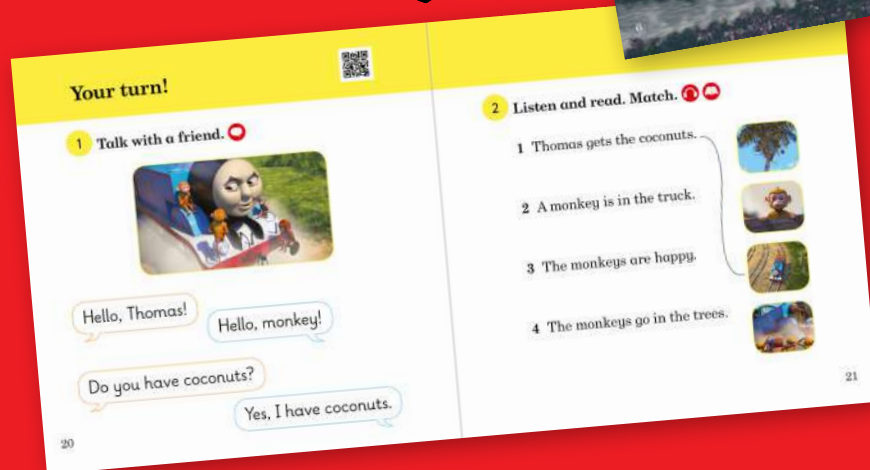 Your turn!
1 Talk with a friend.
Hello, Thomas!
Hello, monkey!
Do you have coconuts?
Yes, I have coconuts.
20
2 Listen and read. Match.
1 Thomas gets the coconuts.
2 A monkey is in the truck.
3 The monkeys are happy.
4 The monkeys go in the trees.
21